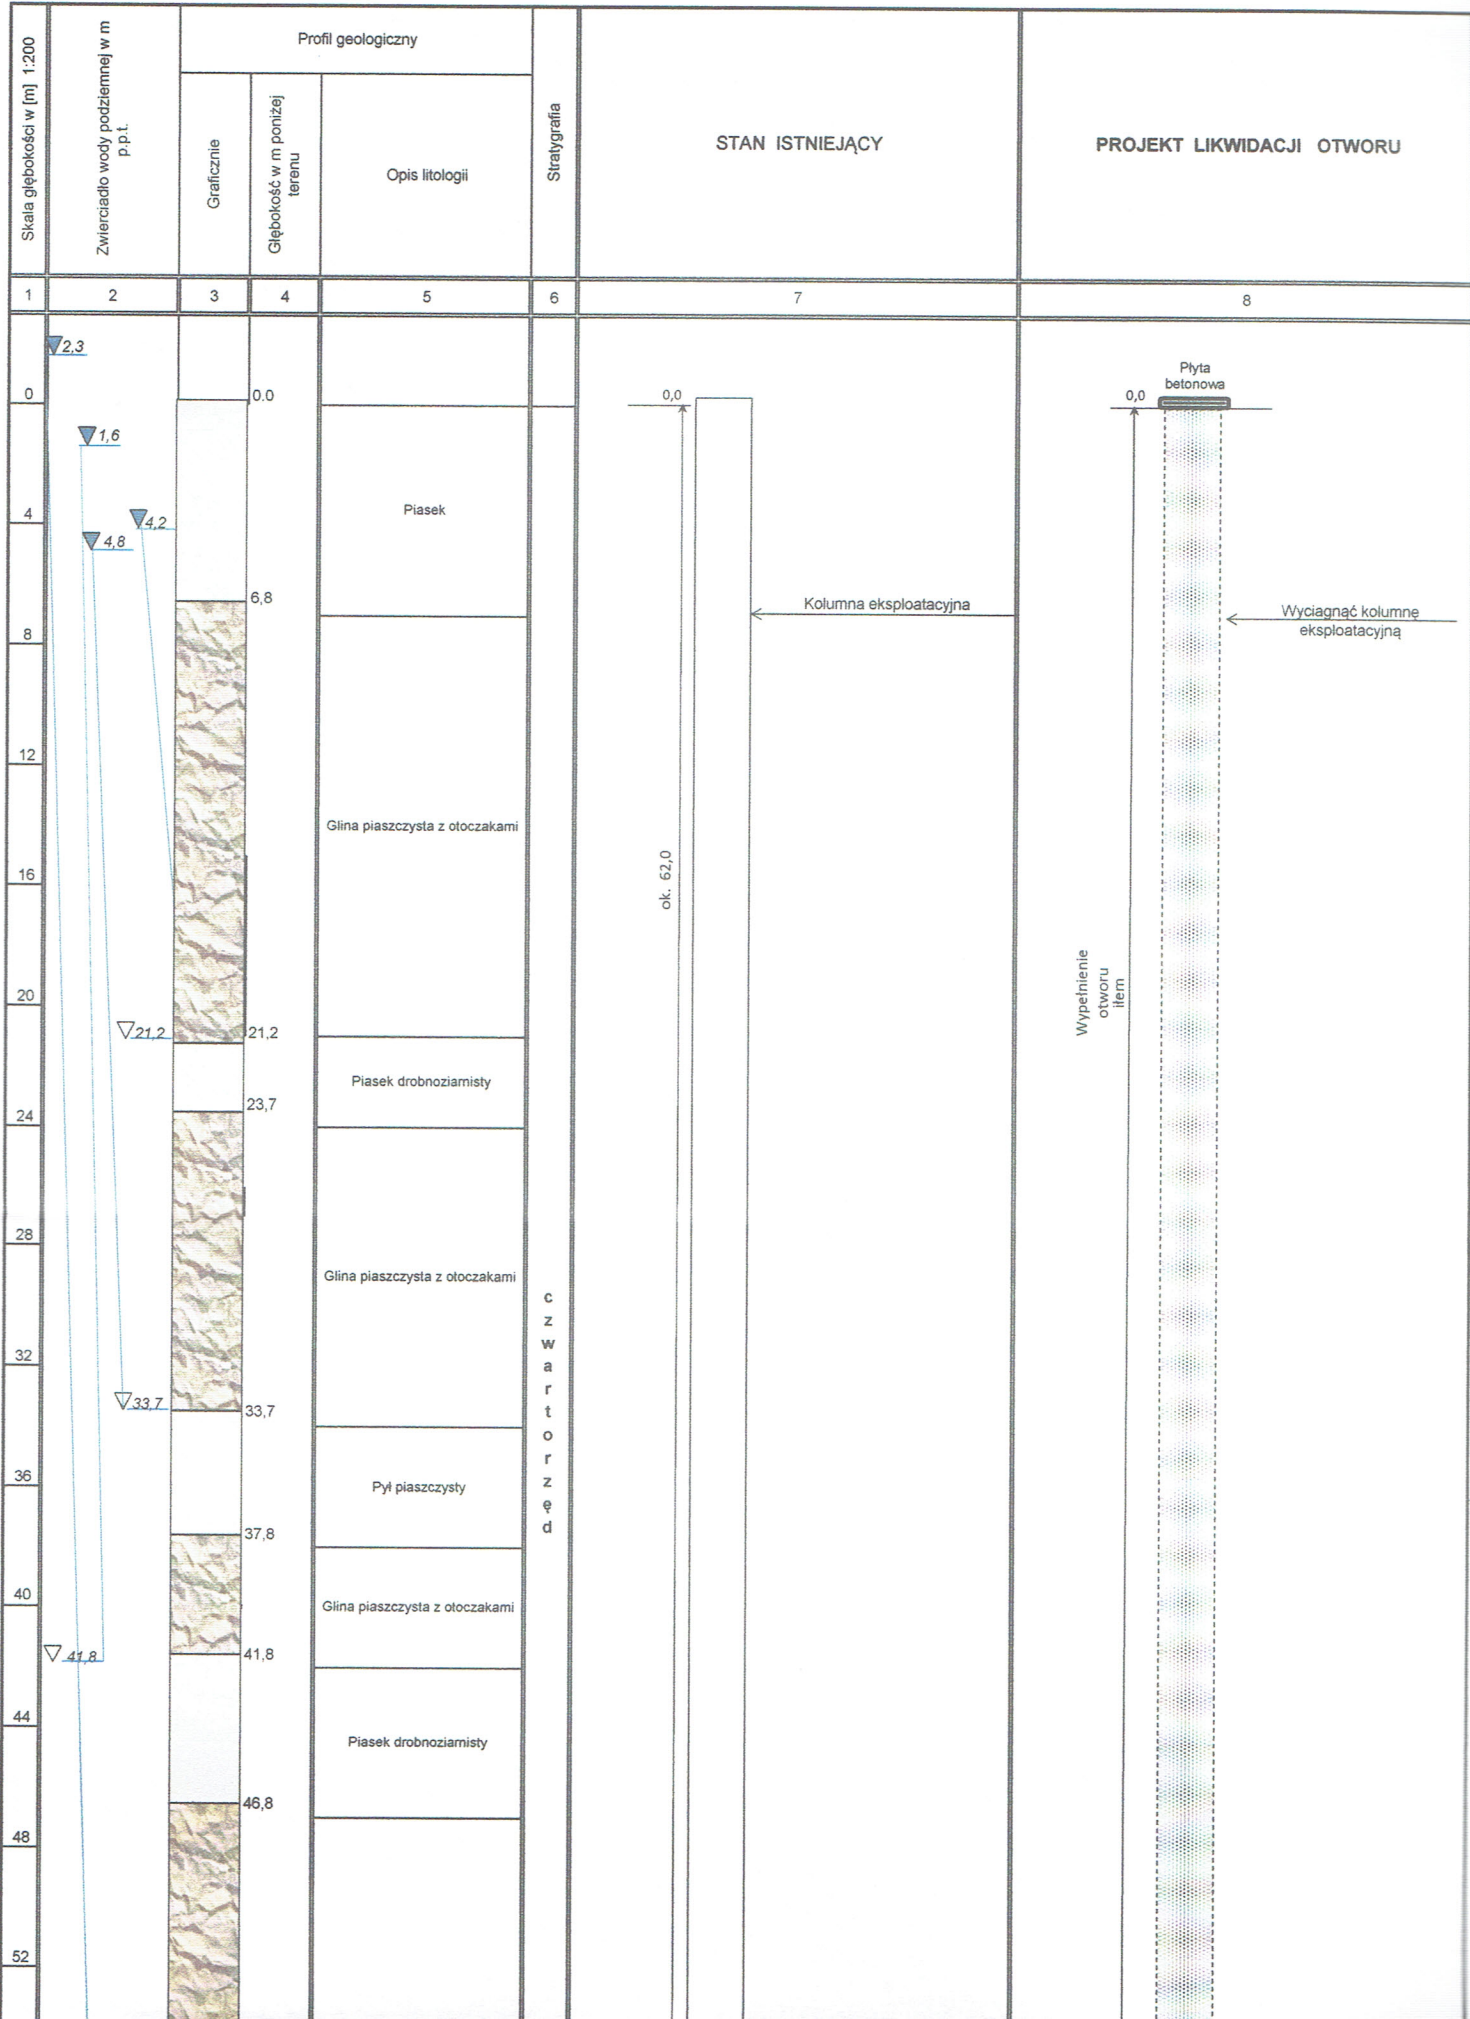 Skala głębokości w [m] 1:200
Zwierciadło wody podziemnej w m
p.p.t.
Profil geologiczny
Graficznie
Głębokość w m poniżej
terenu
Opis litologii
Stratygrafia
STAN ISTNIEJĄCY
PROJEKT LIKWIDACJI OTWORU
1
2
3
4
5
6
7
8
2,3
0
0.0
0,0
Płyta
betonowa
0,0
1,6
4
4,2
4,8
Piasek
6,8
Kolumna eksploatacyjna
Wyciagnąć kolumnę
eksploatacyjną
8
12
Glina piaszczysta z otoczakami
16
ok. 62,0
Wypełnienie
otworu
iłem
20
21,2
21,2
Piasek drobnoziarnisty
23,7
24
28
Glina piaszczysta z otoczakami
czwartorzęd
32
33,7
33,7
36
Pył piaszczysty
37,8
40
Glina piaszczysta z otoczakami
41,8
41,8
44
Piasek drobnoziarnisty
46,8
48
52